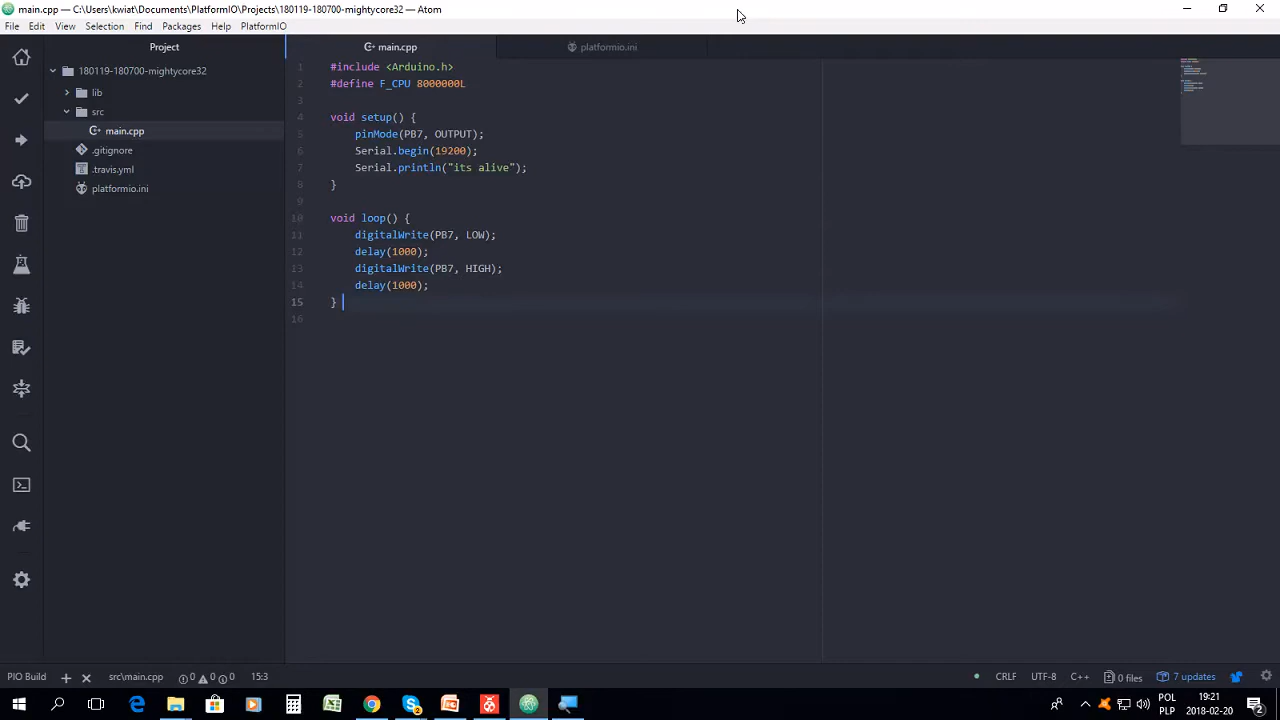 main.cpp — C:\Users\kwiat\Documents\PlatformIO\Projects\180119-180700-mightycore32 — Atom
File Edit View Selection Find Packages Help PlatformIO
Project
main.cpp
platformio.ini
180119-180700-mightycore32
lib
src
main.cpp
.gitignore
.travis.yml
platformio.ini
1 #include <Arduino.h>
2 #define F_CPU 8000000L
3
4 void setup() {
5 pinMode(PB7, OUTPUT);
6 Serial.begin(19200);
7 Serial.println("its alive");
8 }
9
10 void loop() {
11 digitalWrite(PB7, LOW);
12 delay(1000);
13 digitalWrite(PB7, HIGH);
14 delay(1000);
15 }
16
PIO Build + src\main.cpp 0 0 0 15:3 CRLF UTF-8 C++ 0 files 7 updates
POL
PLP
19:21
2018-02-20
2